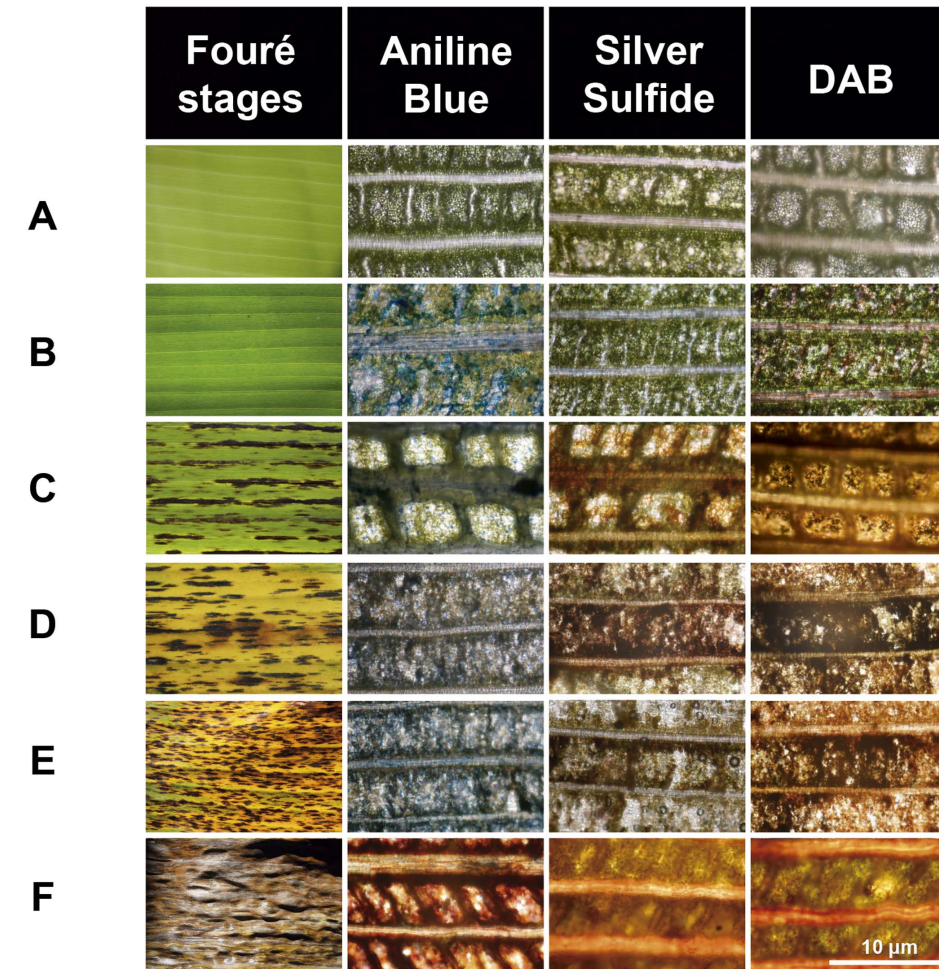 Fouré
stages
Aniline
Blue
Silver
Sulfide
DAB
A
B
C
D
E
F
10 µm